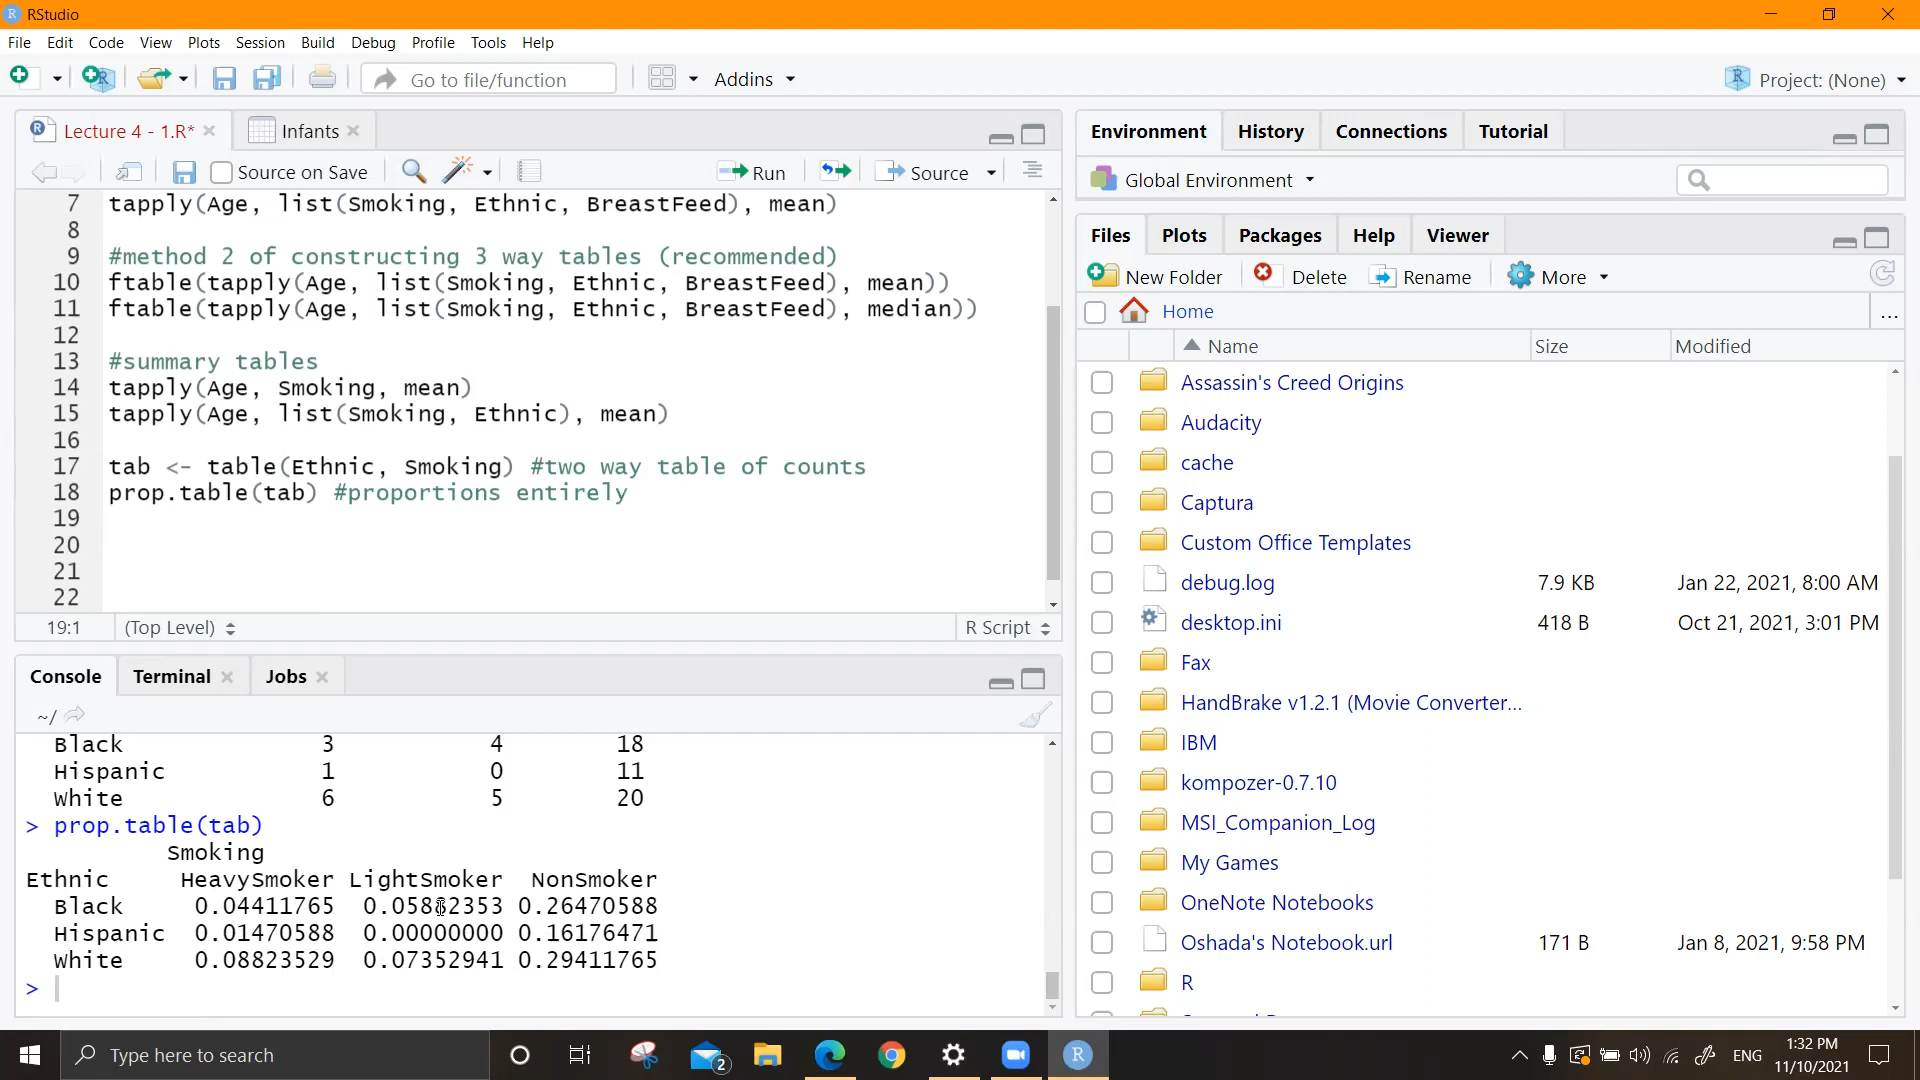 RStudio
File Edit Code View Plots Session Build Debug Profile Tools Help
Go to file/function Addins Project: (None)
Lecture 4 - 1.R* Infants
Source on Save Run Source
7 tapply(Age, list(Smoking, Ethnic, BreastFeed), mean)
8
9 #method 2 of constructing 3 way tables (recommended)
10 ftable(tapply(Age, list(Smoking, Ethnic, BreastFeed), mean))
11 ftable(tapply(Age, list(Smoking, Ethnic, BreastFeed), median))
12
13 #summary tables
14 tapply(Age, Smoking, mean)
15 tapply(Age, list(Smoking, Ethnic), mean)
16
17 tab <- table(Ethnic, Smoking) #two way table of counts
18 prop.table(tab) #proportions entirely
19
20
21
22
19:1 (Top Level) R Script
Console Terminal Jobs
~/
Black 3 4 18
Hispanic 1 0 11
White 6 5 20
> prop.table(tab)
Smoking
Ethnic HeavySmoker LightSmoker NonSmoker
Black 0.04411765 0.05882353 0.26470588
Hispanic 0.01470588 0.00000000 0.16176471
White 0.08823529 0.07352941 0.29411765
>
Environment History Connections Tutorial
Global Environment
Files Plots Packages Help Viewer
New Folder Delete Rename More
Home ...
Name Size Modified
Assassin's Creed Origins
Audacity
cache
Captura
Custom Office Templates
debug.log 7.9 KB Jan 22, 2021, 8:00 AM
desktop.ini 418 B Oct 21, 2021, 3:01 PM
Fax
HandBrake v1.2.1 (Movie Converter...
IBM
kompozer-0.7.10
MSI_Companion_Log
My Games
OneNote Notebooks
Oshada's Notebook.url 171 B Jan 8, 2021, 9:58 PM
R
Type here to search
2
ENG
1:32 PM
11/10/2021